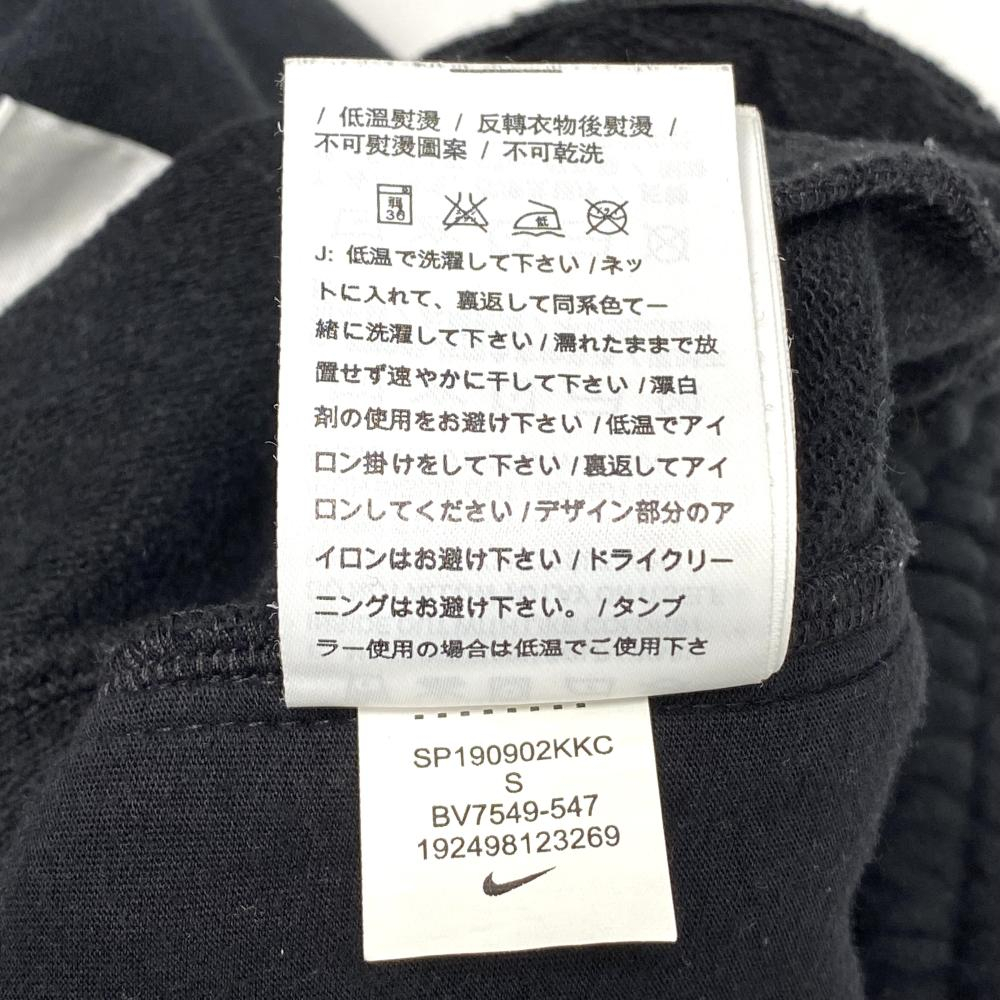 / 低溫熨燙 / 反轉衣物後熨燙 /
不可熨燙圖案 / 不可乾洗
弱
30
低
J: 低温で洗濯して下さい / ネッ
トに入れて、裏返して同系色て一
緒に洗濯して下さい / 濡れたままで放
置せず速やかに干して下さい / 漂白
剤の使用をお避け下さい / 低温でアイ
ロン掛けをして下さい / 裏返してアイ
ロンしてください / デザイン部分のア
イロンはお避け下さい / ドライクリー
ニングはお避け下さい。 / タンブ
ラー使用の場合は低温でご使用下さ
SP190902KKC
S
BV7549-547
192498123269